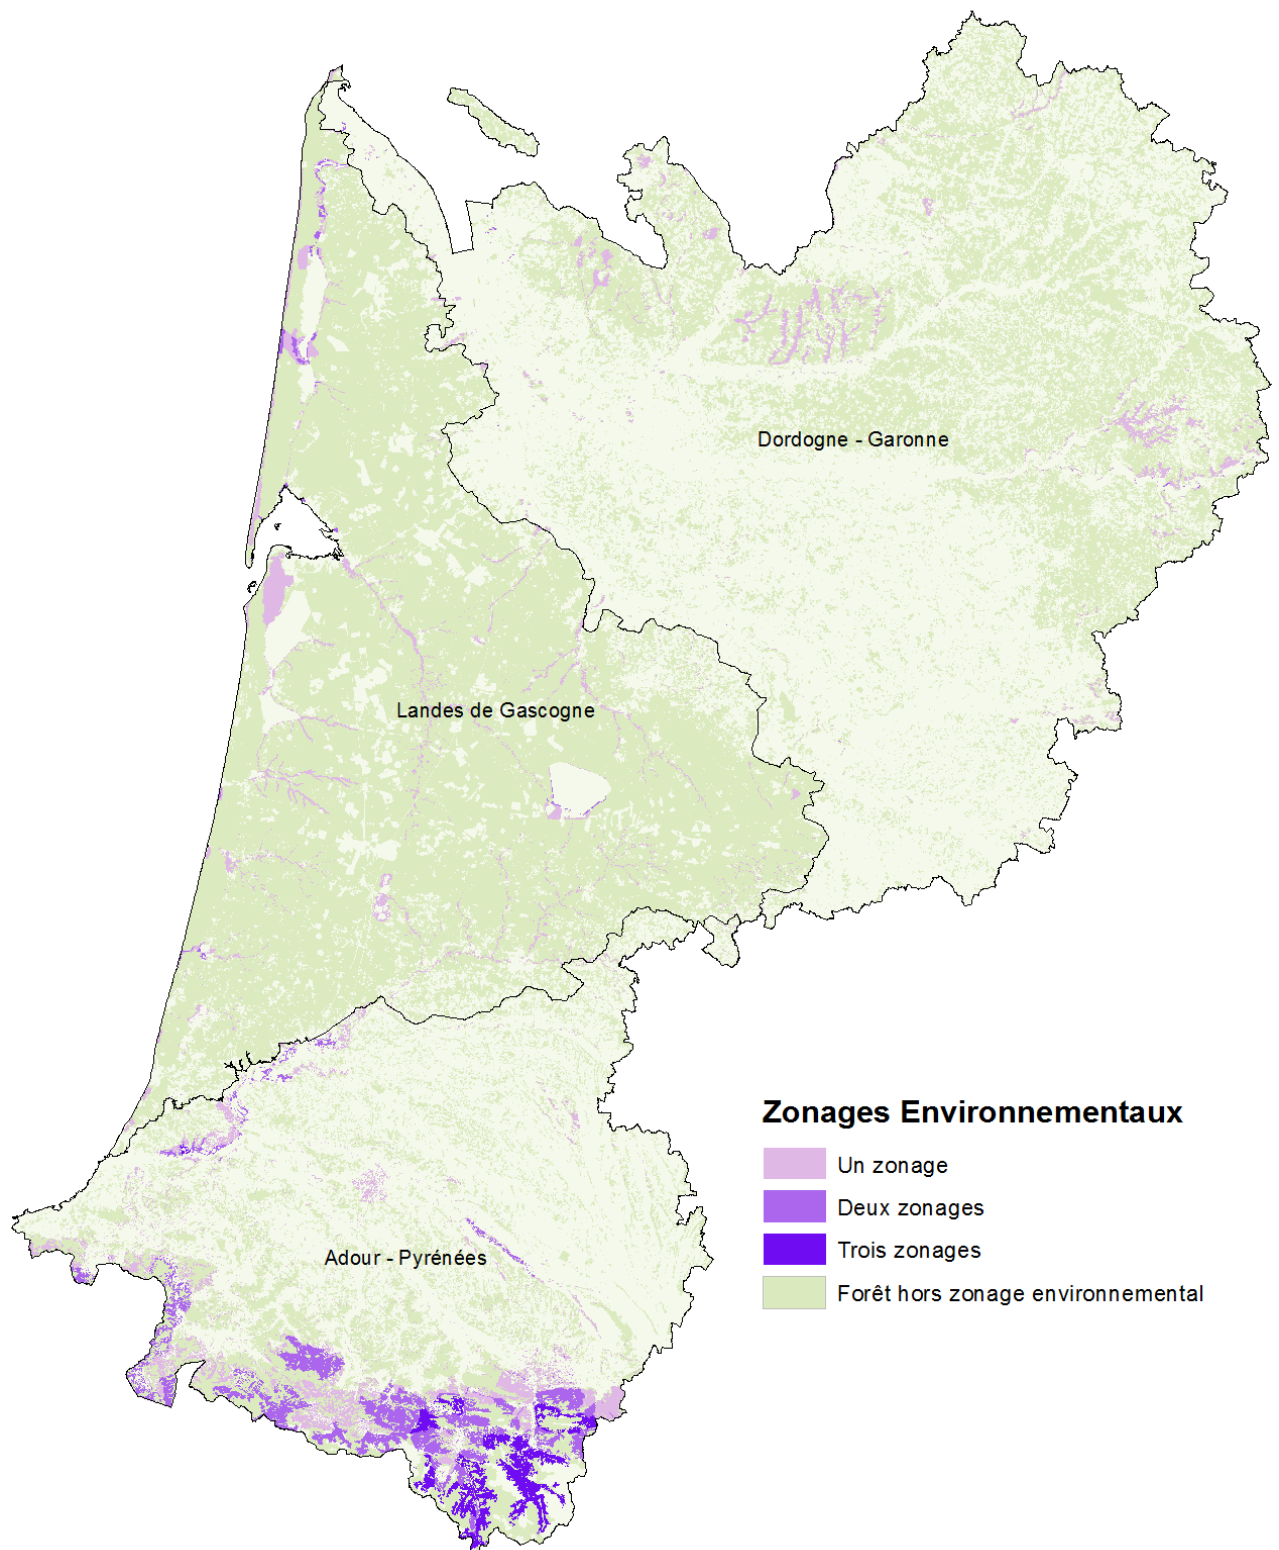 Dordogne - Garonne
Landes de Gascogne
Zonages Environnementaux
Un zonage
Deux zonages
Trois zonages
Forêt hors zonage environnemental
Adour - Pyrénées